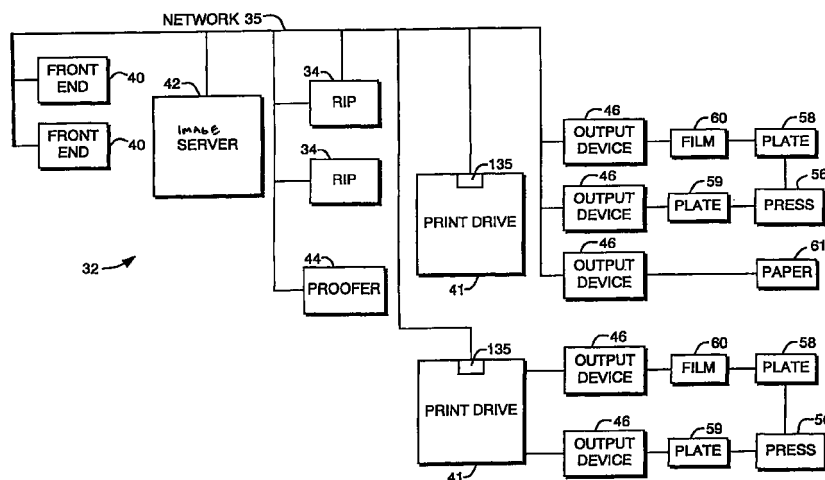 NETWORK 35
FRONT END 40
FRONT END 40
42
IMAGE SERVER
34
RIP
34
RIP
44
PROOFER
32
135
PRINT DRIVE
41
46
OUTPUT DEVICE
60
FILM
58
PLATE
46
OUTPUT DEVICE
59
PLATE
56
PRESS
46
OUTPUT DEVICE
61
PAPER
135
PRINT DRIVE
41
46
OUTPUT DEVICE
60
FILM
58
PLATE
46
OUTPUT DEVICE
59
PLATE
56
PRESS